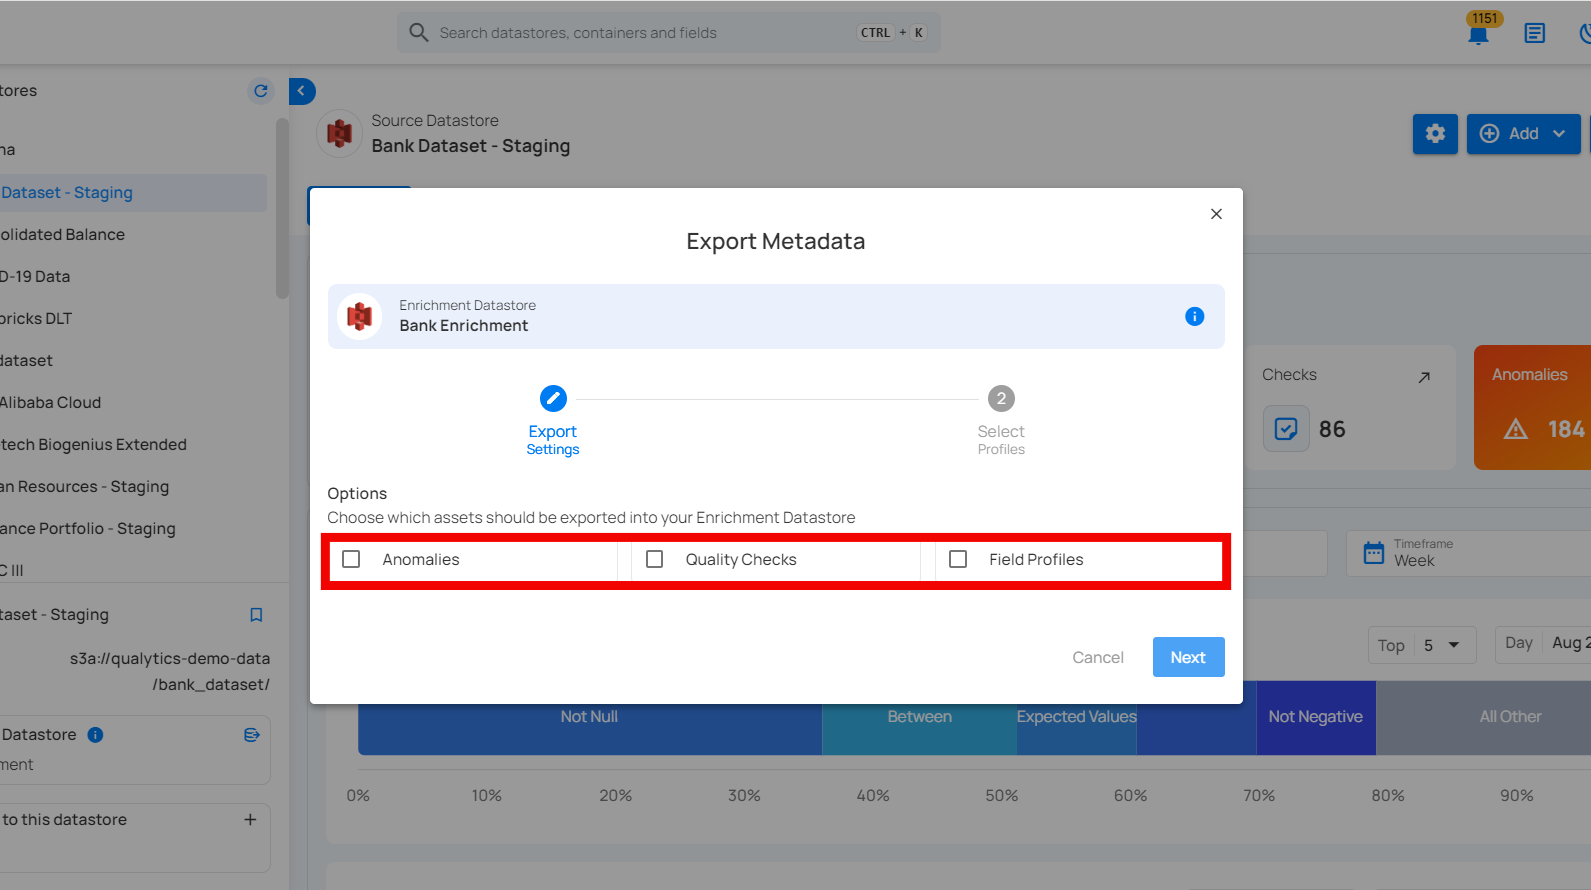 Search datastores, containers and fields
CTRL + K
1151
tores
na
Dataset - Staging
olidated Balance
D-19 Data
oricks DLT
dataset
Alibaba Cloud
tech Biogenius Extended
an Resources - Staging
ance Portfolio - Staging
C III
taset - Staging
s3a://qualytics-demo-data
/bank_dataset/
Datastore
ment
to this datastore
Source Datastore
Bank Dataset - Staging
Add
Export Metadata
Enrichment Datastore
Bank Enrichment
Export
Settings
2
Select
Profiles
Options
Choose which assets should be exported into your Enrichment Datastore
Anomalies
Quality Checks
Field Profiles
Cancel
Next
Checks
86
Anomalies
184
Timeframe
Week
Top 5
Day Aug 2
Not Null
Between
Expected Values
Not Negative
All Other
0% 10% 20% 30% 40% 50% 60% 70% 80% 90%